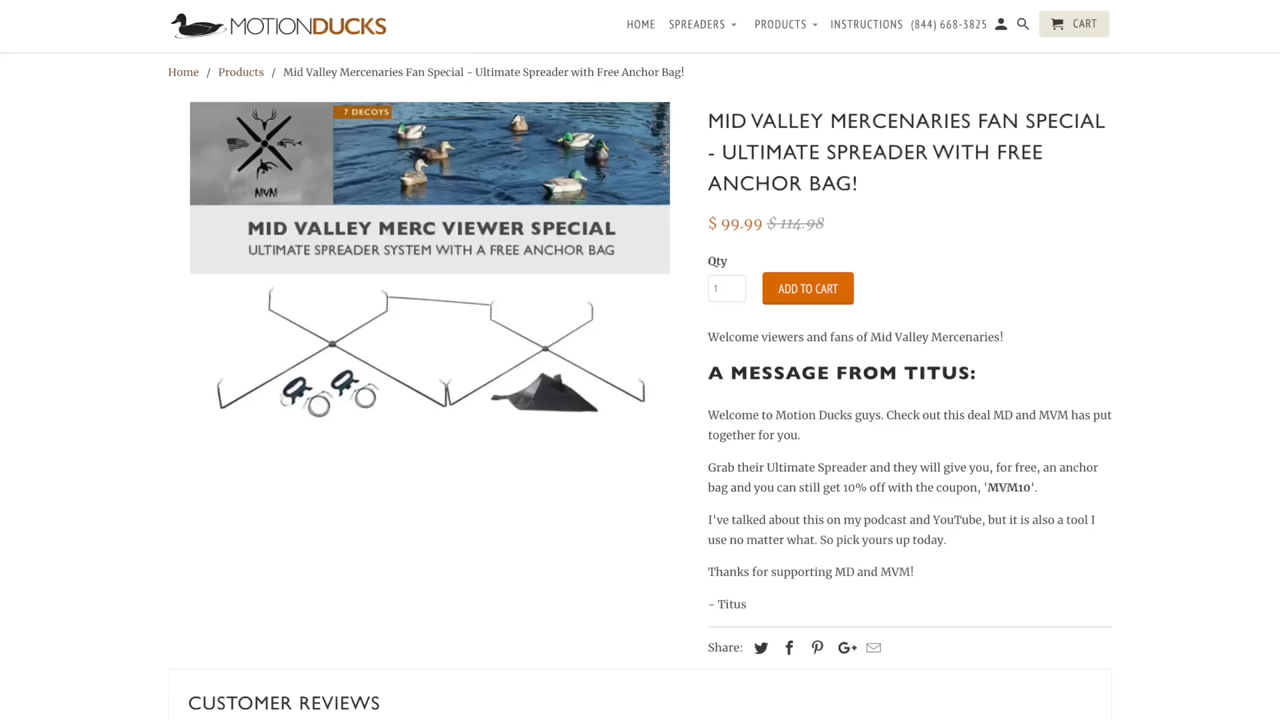 MOTIONDUCKS
HOME SPREADERS PRODUCTS INSTRUCTIONS (844) 668-3825 CART
Home / Products / Mid Valley Mercenaries Fan Special - Ultimate Spreader with Free Anchor Bag!
7 DECOYS
MVM
MID VALLEY MERC VIEWER SPECIAL
ULTIMATE SPREADER SYSTEM WITH A FREE ANCHOR BAG
MID VALLEY MERCENARIES FAN SPECIAL
- ULTIMATE SPREADER WITH FREE
ANCHOR BAG!
$ 99.99 $ 114.98
Qty
1 ADD TO CART
Welcome viewers and fans of Mid Valley Mercenaries!
A MESSAGE FROM TITUS:
Welcome to Motion Ducks guys. Check out this deal MD and MVM has put
together for you.
Grab their Ultimate Spreader and they will give you, for free, an anchor
bag and you can still get 10% off with the coupon, 'MVM10'.
I've talked about this on my podcast and YouTube, but it is also a tool I
use no matter what. So pick yours up today.
Thanks for supporting MD and MVM!
- Titus
Share: G+
CUSTOMER REVIEWS